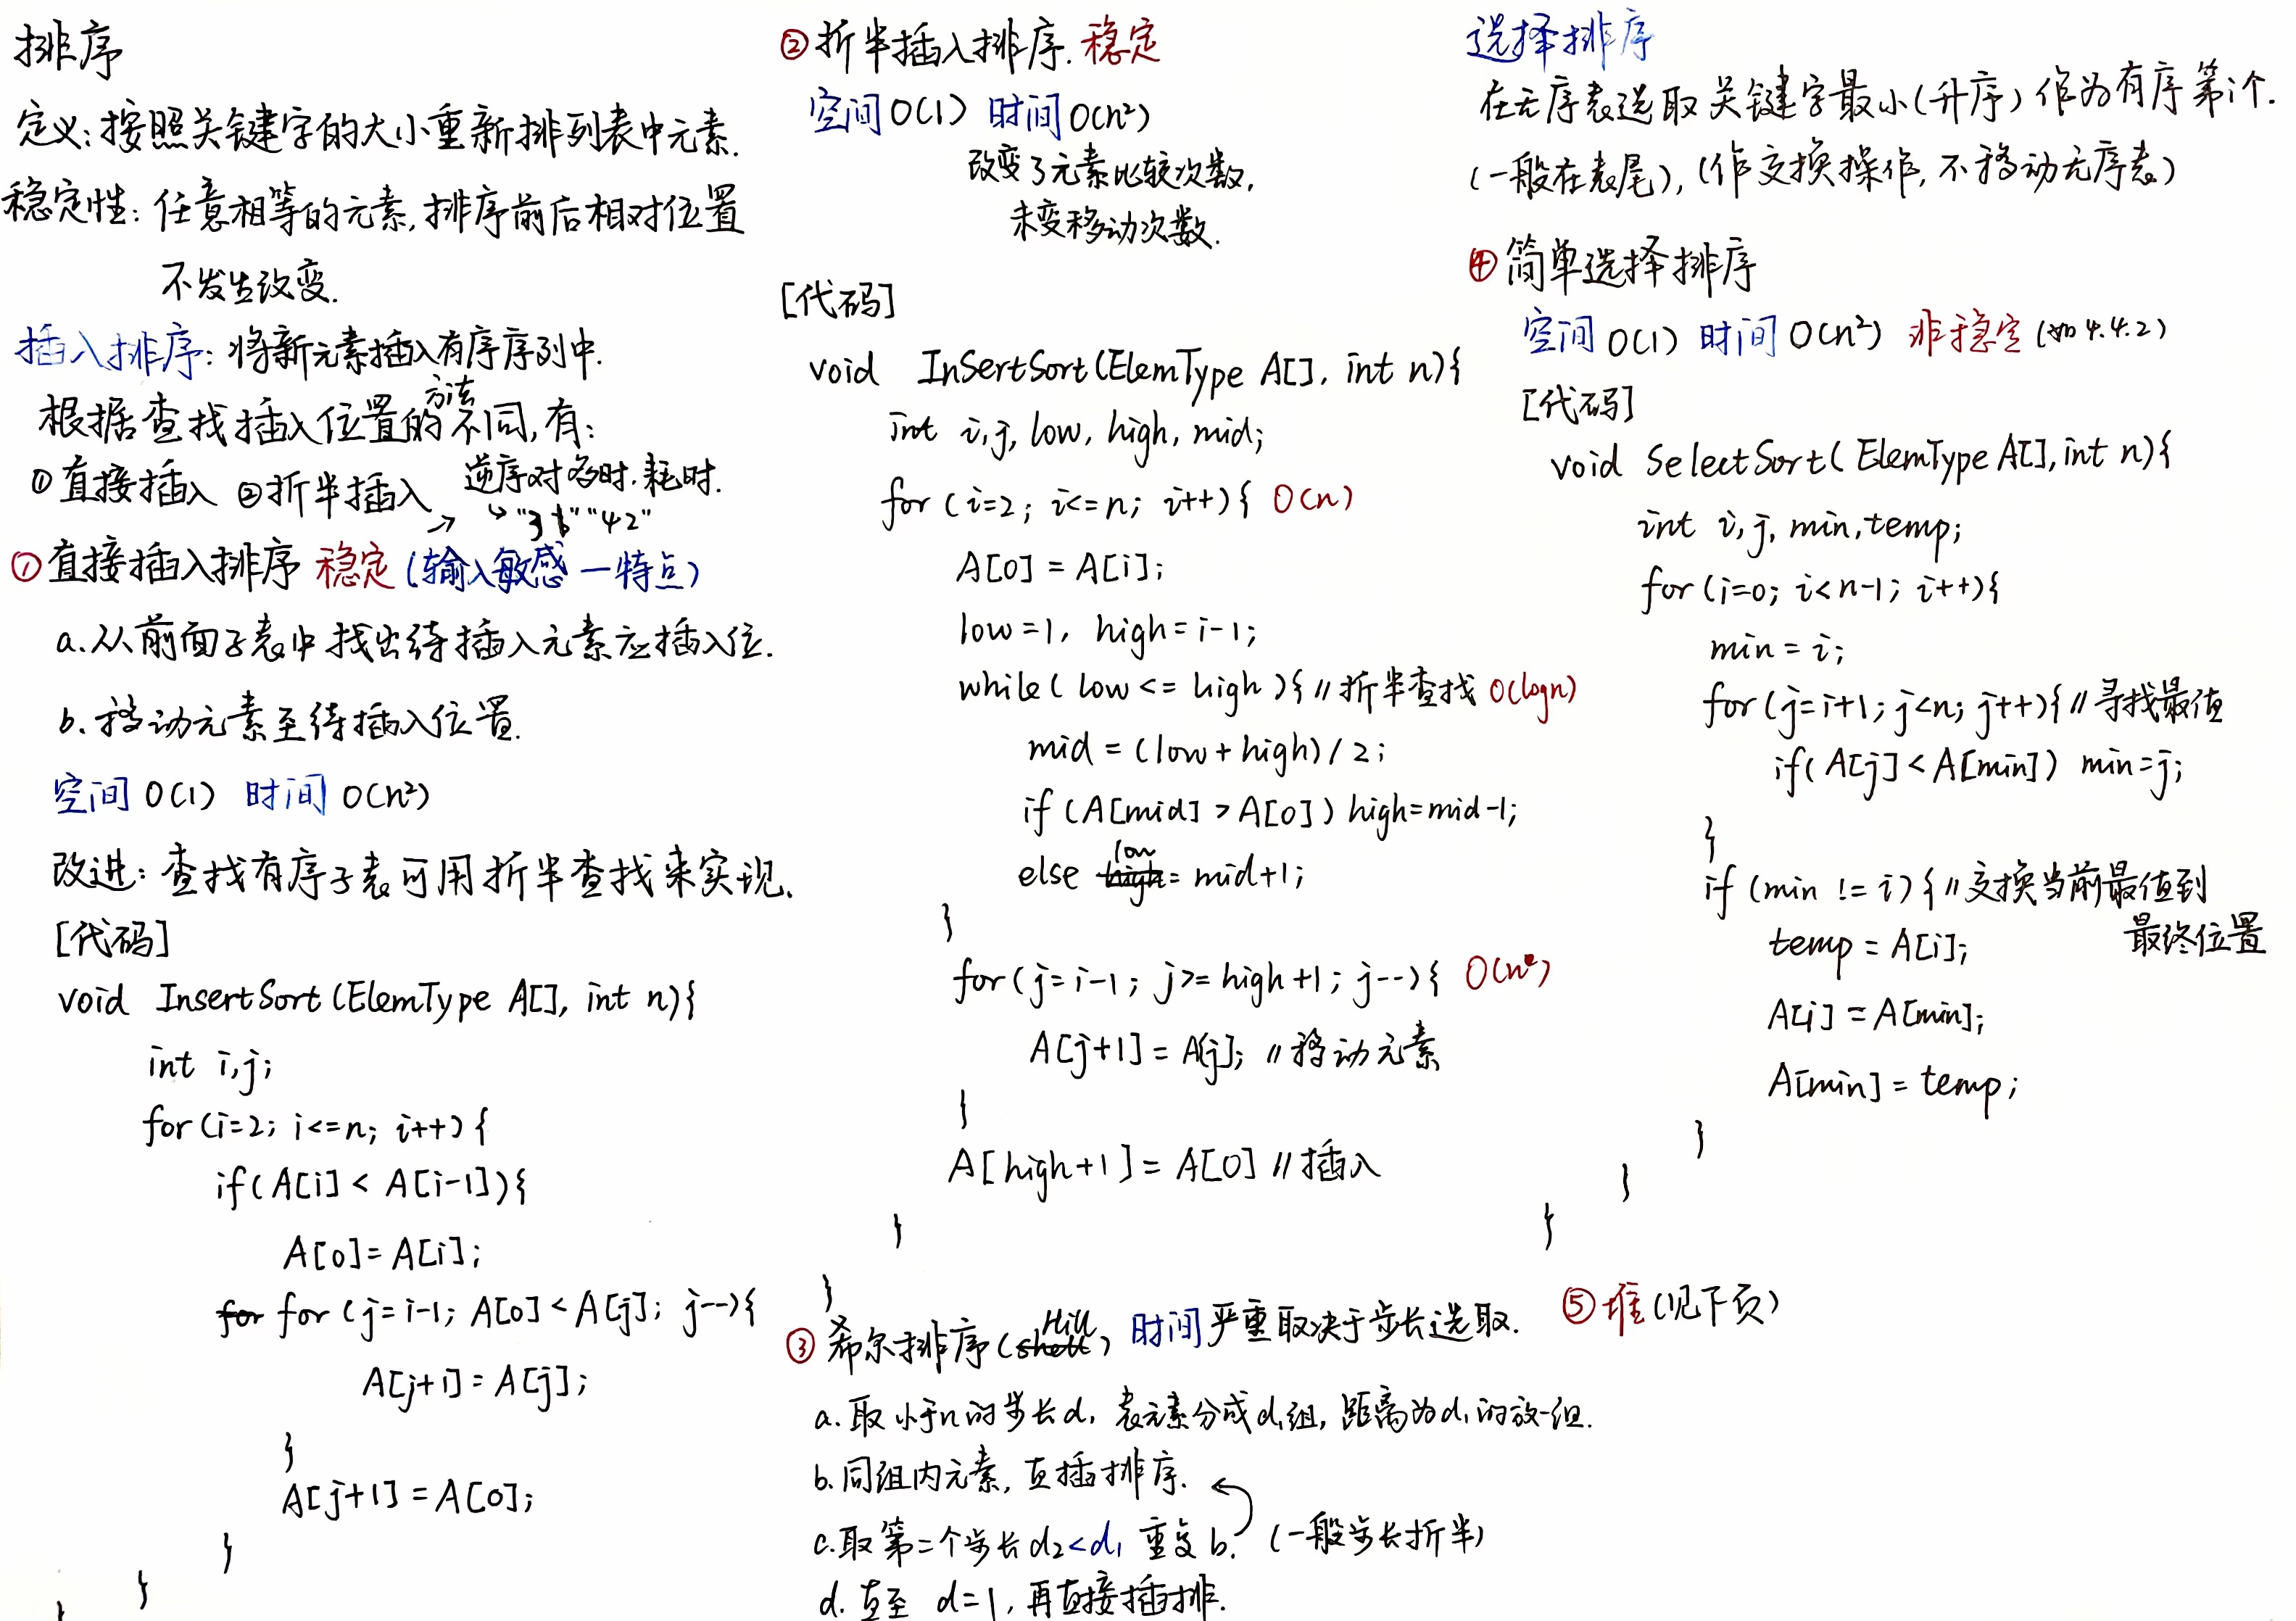 排序
定义：按照关键字的大小重新排列表中元素.
稳定性：任意相等的元素,排序前后相对位置
不发生改变.
插入排序：将新元素插入有序序列中.
根据查找插入位置的方法不同,有：
①直接插入 ②折半插入
逆序对多时.耗时.
→ ↳ "3 1" "4 2"
①直接插入排序 稳定 (输入敏感 — 特点)
a.从前面子表中找出待插入元素应插入位.
b.移动元素至待插入位置.
空间 O(1) 时间 O(n²)
改进：查找有序子表可用折半查找来实现.
[代码]
void InsertSort(ElemType A[], int n){
int i,j;
for(i=2; i<=n; i++){
if(A[i] < A[i-1]){
A[0]=A[i];
for for (j=i-1; A[0]<A[j]; j--){
A[j+1]=A[j];
}
A[j+1]=A[0];
}
}
}
②折半插入排序. 稳定
空间 O(1) 时间 O(n²)
改变了元素比较次数,
未变移动次数.
[代码]
void InSertSort(ElemType A[], int n){
int i,j, low, high, mid;
for (i=2; i<=n; i++){ O(n)
A[0] = A[i];
low=1, high=i-1;
while( low <= high ){ //折半查找 O(logn)
mid = (low+high)/2;
if (A[mid] > A[0]) high=mid-1;
else high low = mid+1;
}
for(j=i-1; j>=high+1; j--){ O(n²)
A[j+1] = A[j]; //移动元素
}
A[high+1] = A[0] //插入
}
}
③ 希尔排序(shell Hill) 时间严重取决于步长选取.
a.取小于n的步长d₁ 表元素分成d₁组, 距离为d₁的放一组.
b.同组内元素,直插排序.
c.取第二个步长d₂<d₁ 重复b. (一般步长折半)
d.直至 d=1,再直接插排.
选择排序
在无序表选取关键字最小(升序)作为有序第i个.
(一般在表尾),(作交换操作,不移动无序表)
④简单选择排序
空间 O(1) 时间 O(n²) 非稳定 (如 4.4.2)
[代码]
void SelectSort( ElemType A[],int n){
int i,j, min,temp;
for(i=0; i<n-1; i++){
min = i;
for(j=i+1; j<n; j++){ //寻找最值
if( A[j] < A[min]) min=j;
}
if (min != i){ //交换当前最值到
最终位置
temp = A[i];
A[i] = A[min];
A[min] = temp;
}
}
}
⑤堆(见下页)